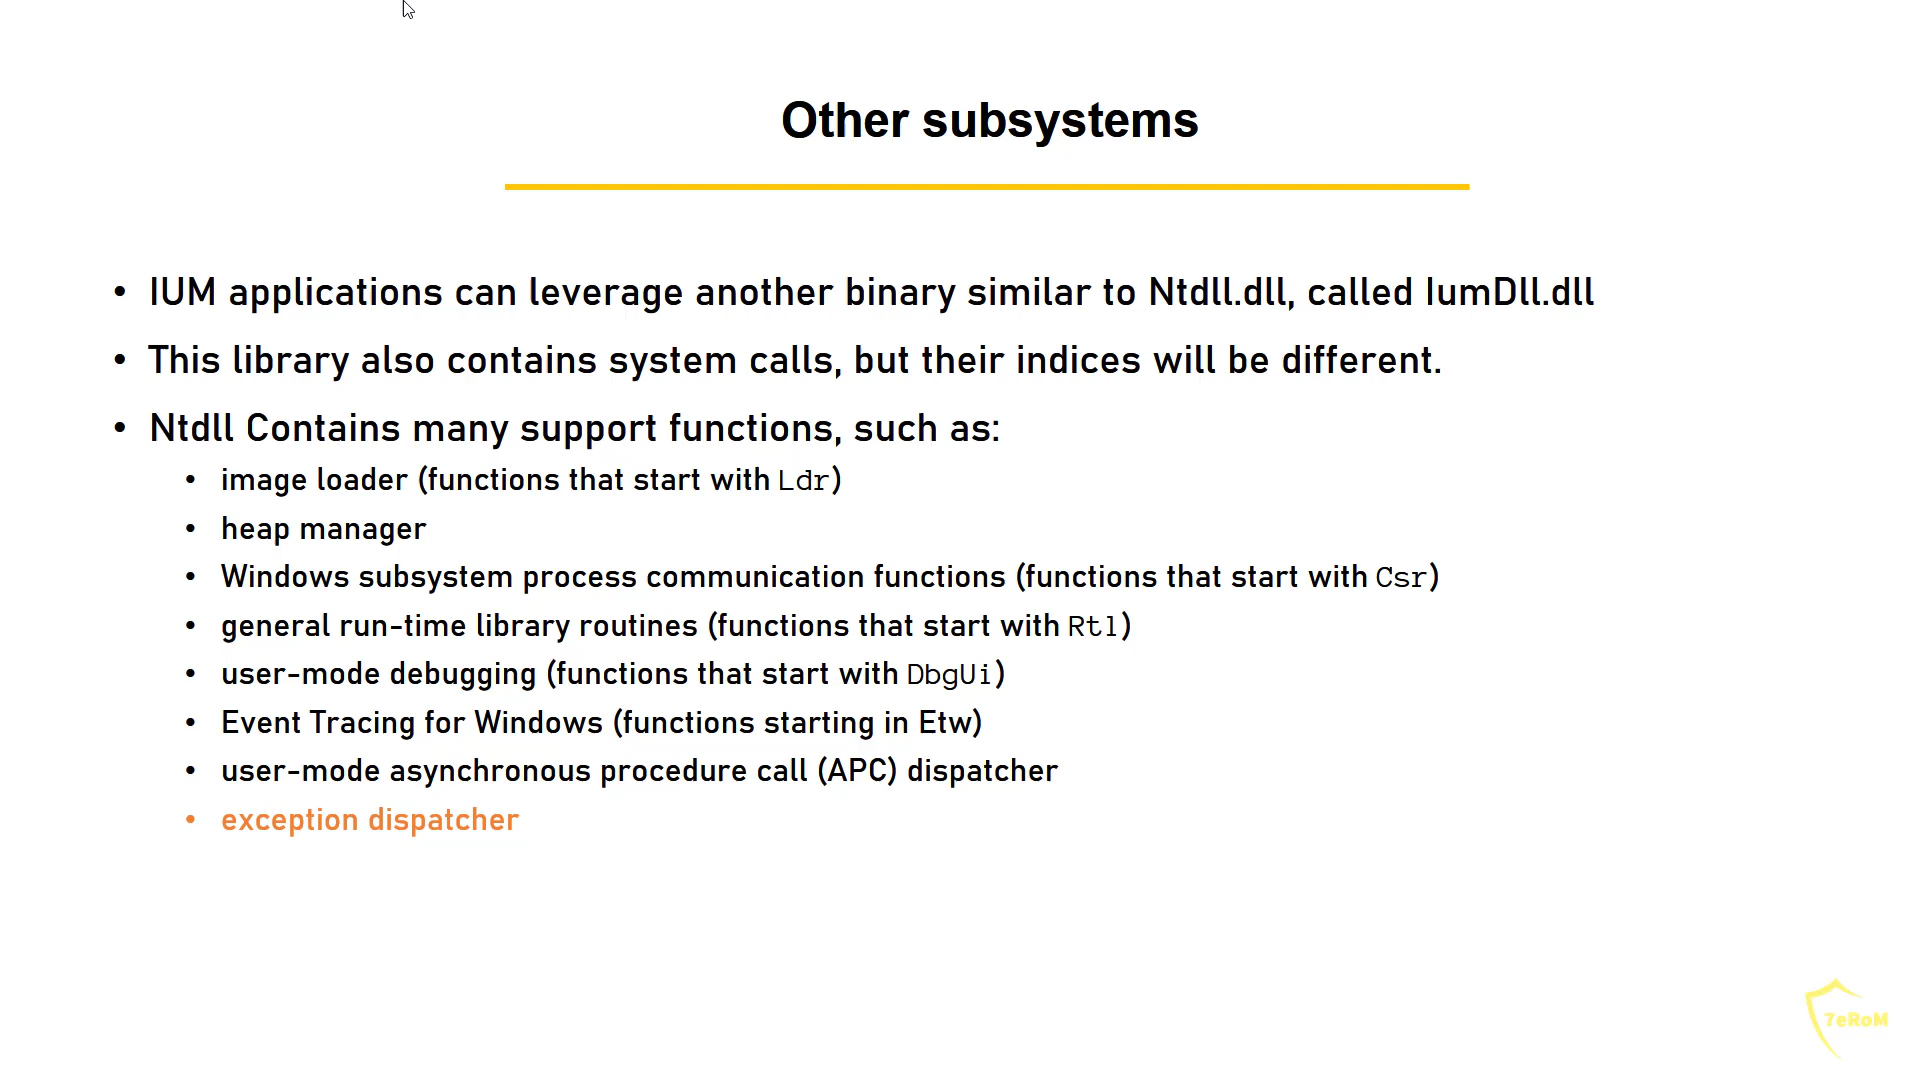 Other subsystems
• IUM applications can leverage another binary similar to Ntdll.dll, called IumDll.dll
• This library also contains system calls, but their indices will be different.
• Ntdll Contains many support functions, such as:
• image loader (functions that start with Ldr)
• heap manager
• Windows subsystem process communication functions (functions that start with Csr)
• general run-time library routines (functions that start with Rtl)
• user-mode debugging (functions that start with DbgUi)
• Event Tracing for Windows (functions starting in Etw)
• user-mode asynchronous procedure call (APC) dispatcher
• exception dispatcher
7eRoM